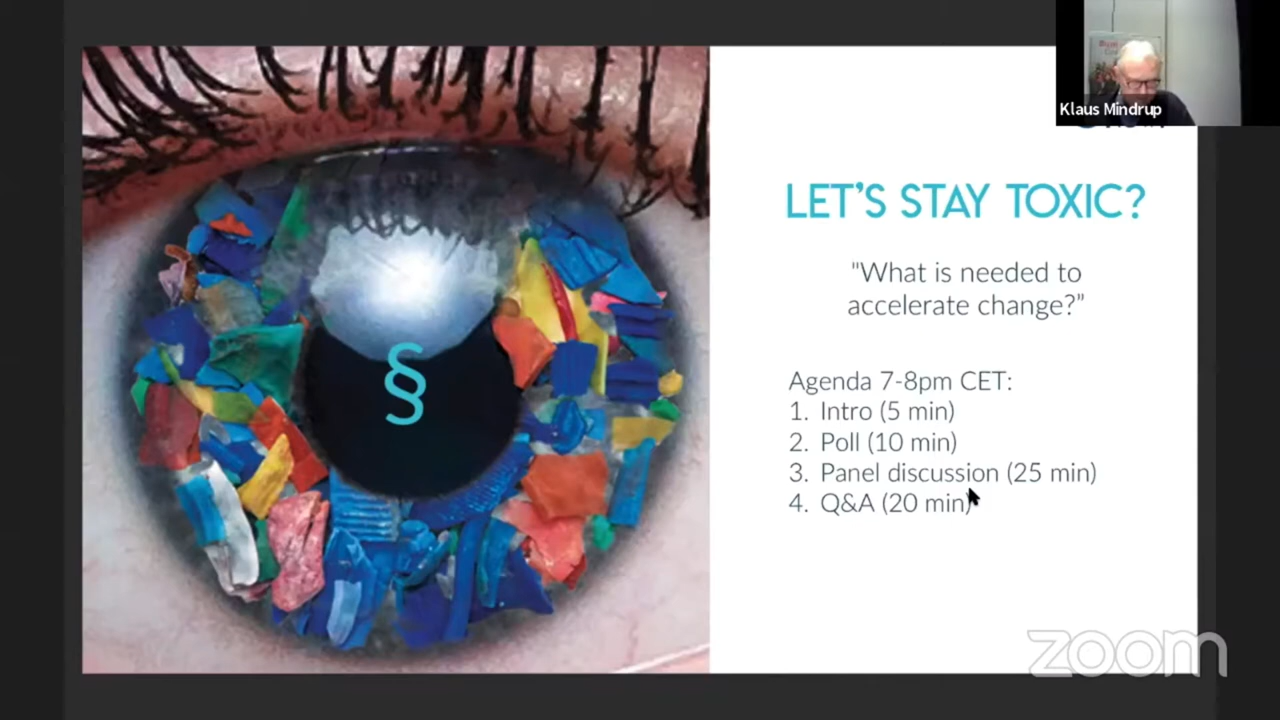 Klaus Mindrup
LET'S STAY TOXIC?
"What is needed to
accelerate change?"
Agenda 7-8pm CET:
1. Intro (5 min)
2. Poll (10 min)
3. Panel discussion (25 min)
4. Q&A (20 min)
§
zoom